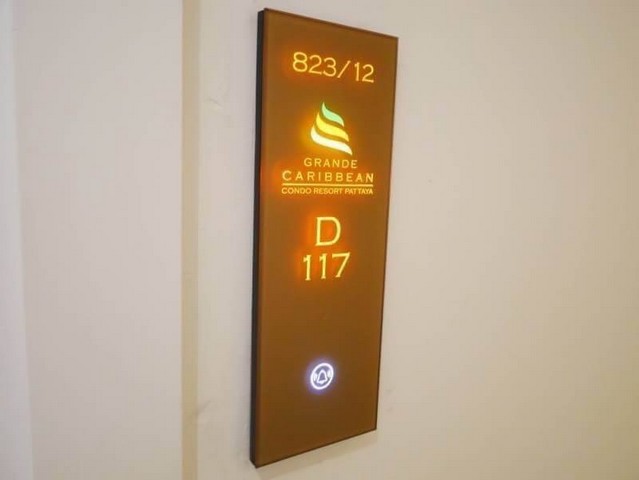 823/12
GRANDE
CARIBBEAN
CONDO RESORT PATTAYA
D
117